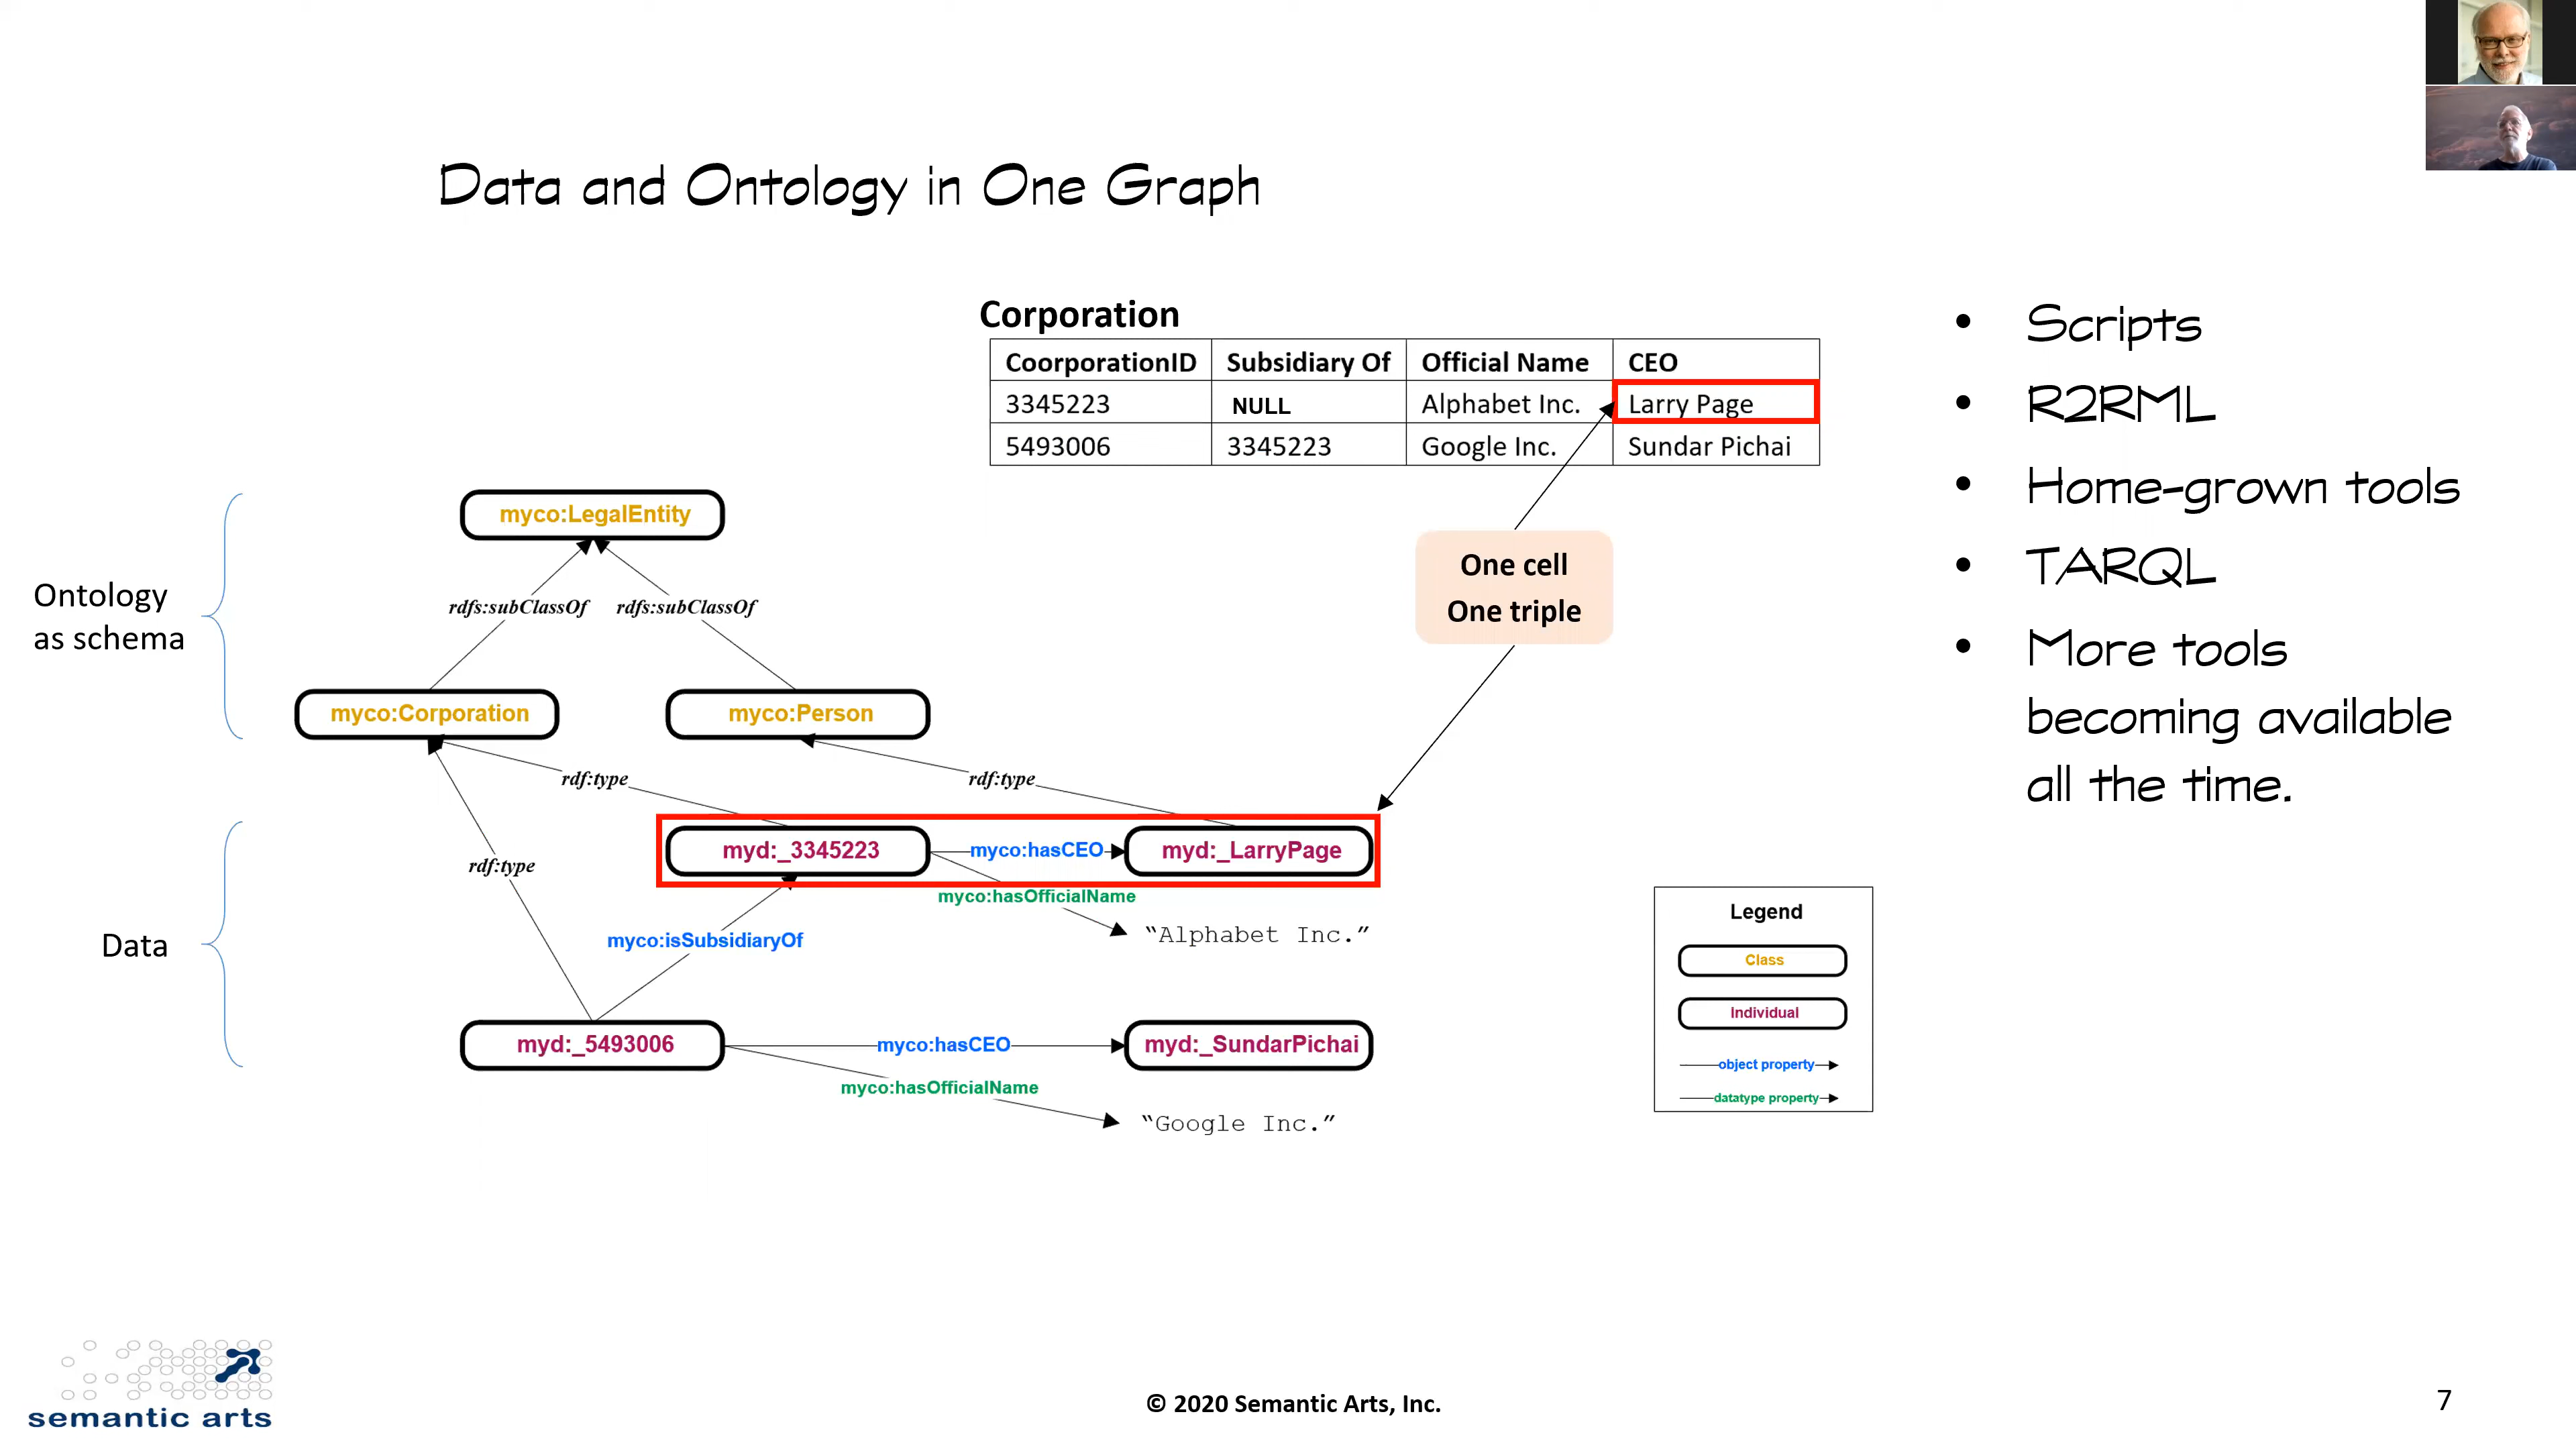 Data and Ontology in One Graph
Corporation
CoorporationID Subsidiary Of Official Name CEO
3345223 NULL Alphabet Inc. Larry Page
5493006 3345223 Google Inc. Sundar Pichai
• Scripts
• R2RML
• Home-grown tools
• TARQL
• More tools
becoming available
all the time.
One cell
One triple
Ontology
as schema
myco:LegalEntity
rdfs:subClassOf rdfs:subClassOf
myco:Corporation myco:Person
rdf:type rdf:type
Data
myd:_3345223 myco:hasCEO myd:_LarryPage
rdf:type
myco:hasOfficialName
“Alphabet Inc.”
myco:isSubsidiaryOf
myd:_5493006 myco:hasCEO myd:_SundarPichai
myco:hasOfficialName
“Google Inc.”
Legend
Class
Individual
object property
datatype property
semantic arts
© 2020 Semantic Arts, Inc.
7